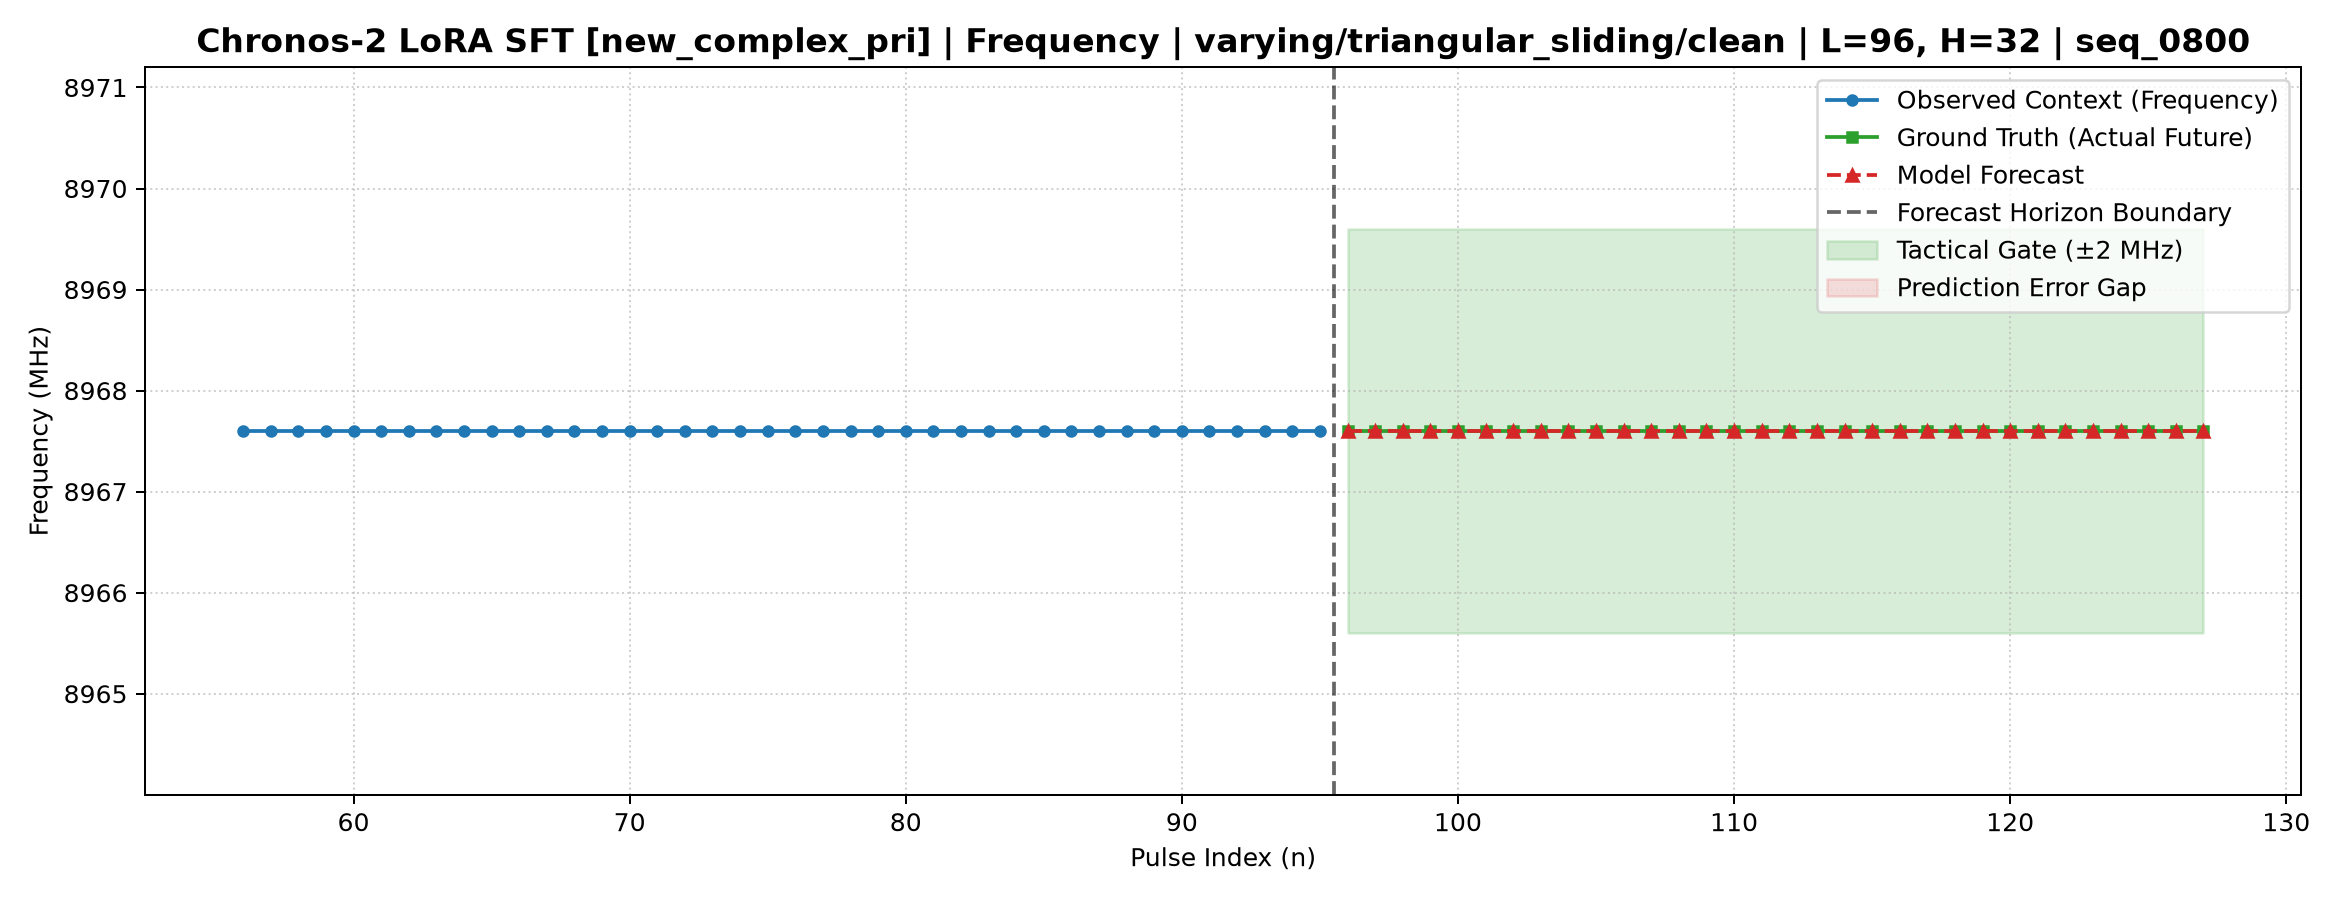 Chronos-2 LoRA SFT [new_complex_pri] | Frequency | varying/triangular_sliding/clean | L=96, H=32 | seq_0800
Observed Context (Frequency)
Ground Truth (Actual Future)
Model Forecast
Forecast Horizon Boundary
Tactical Gate (±2 MHz)
Prediction Error Gap
Frequency (MHz)
8971
8970
8969
8968
8967
8966
8965
60
70
80
90
100
110
120
130
Pulse Index (n)